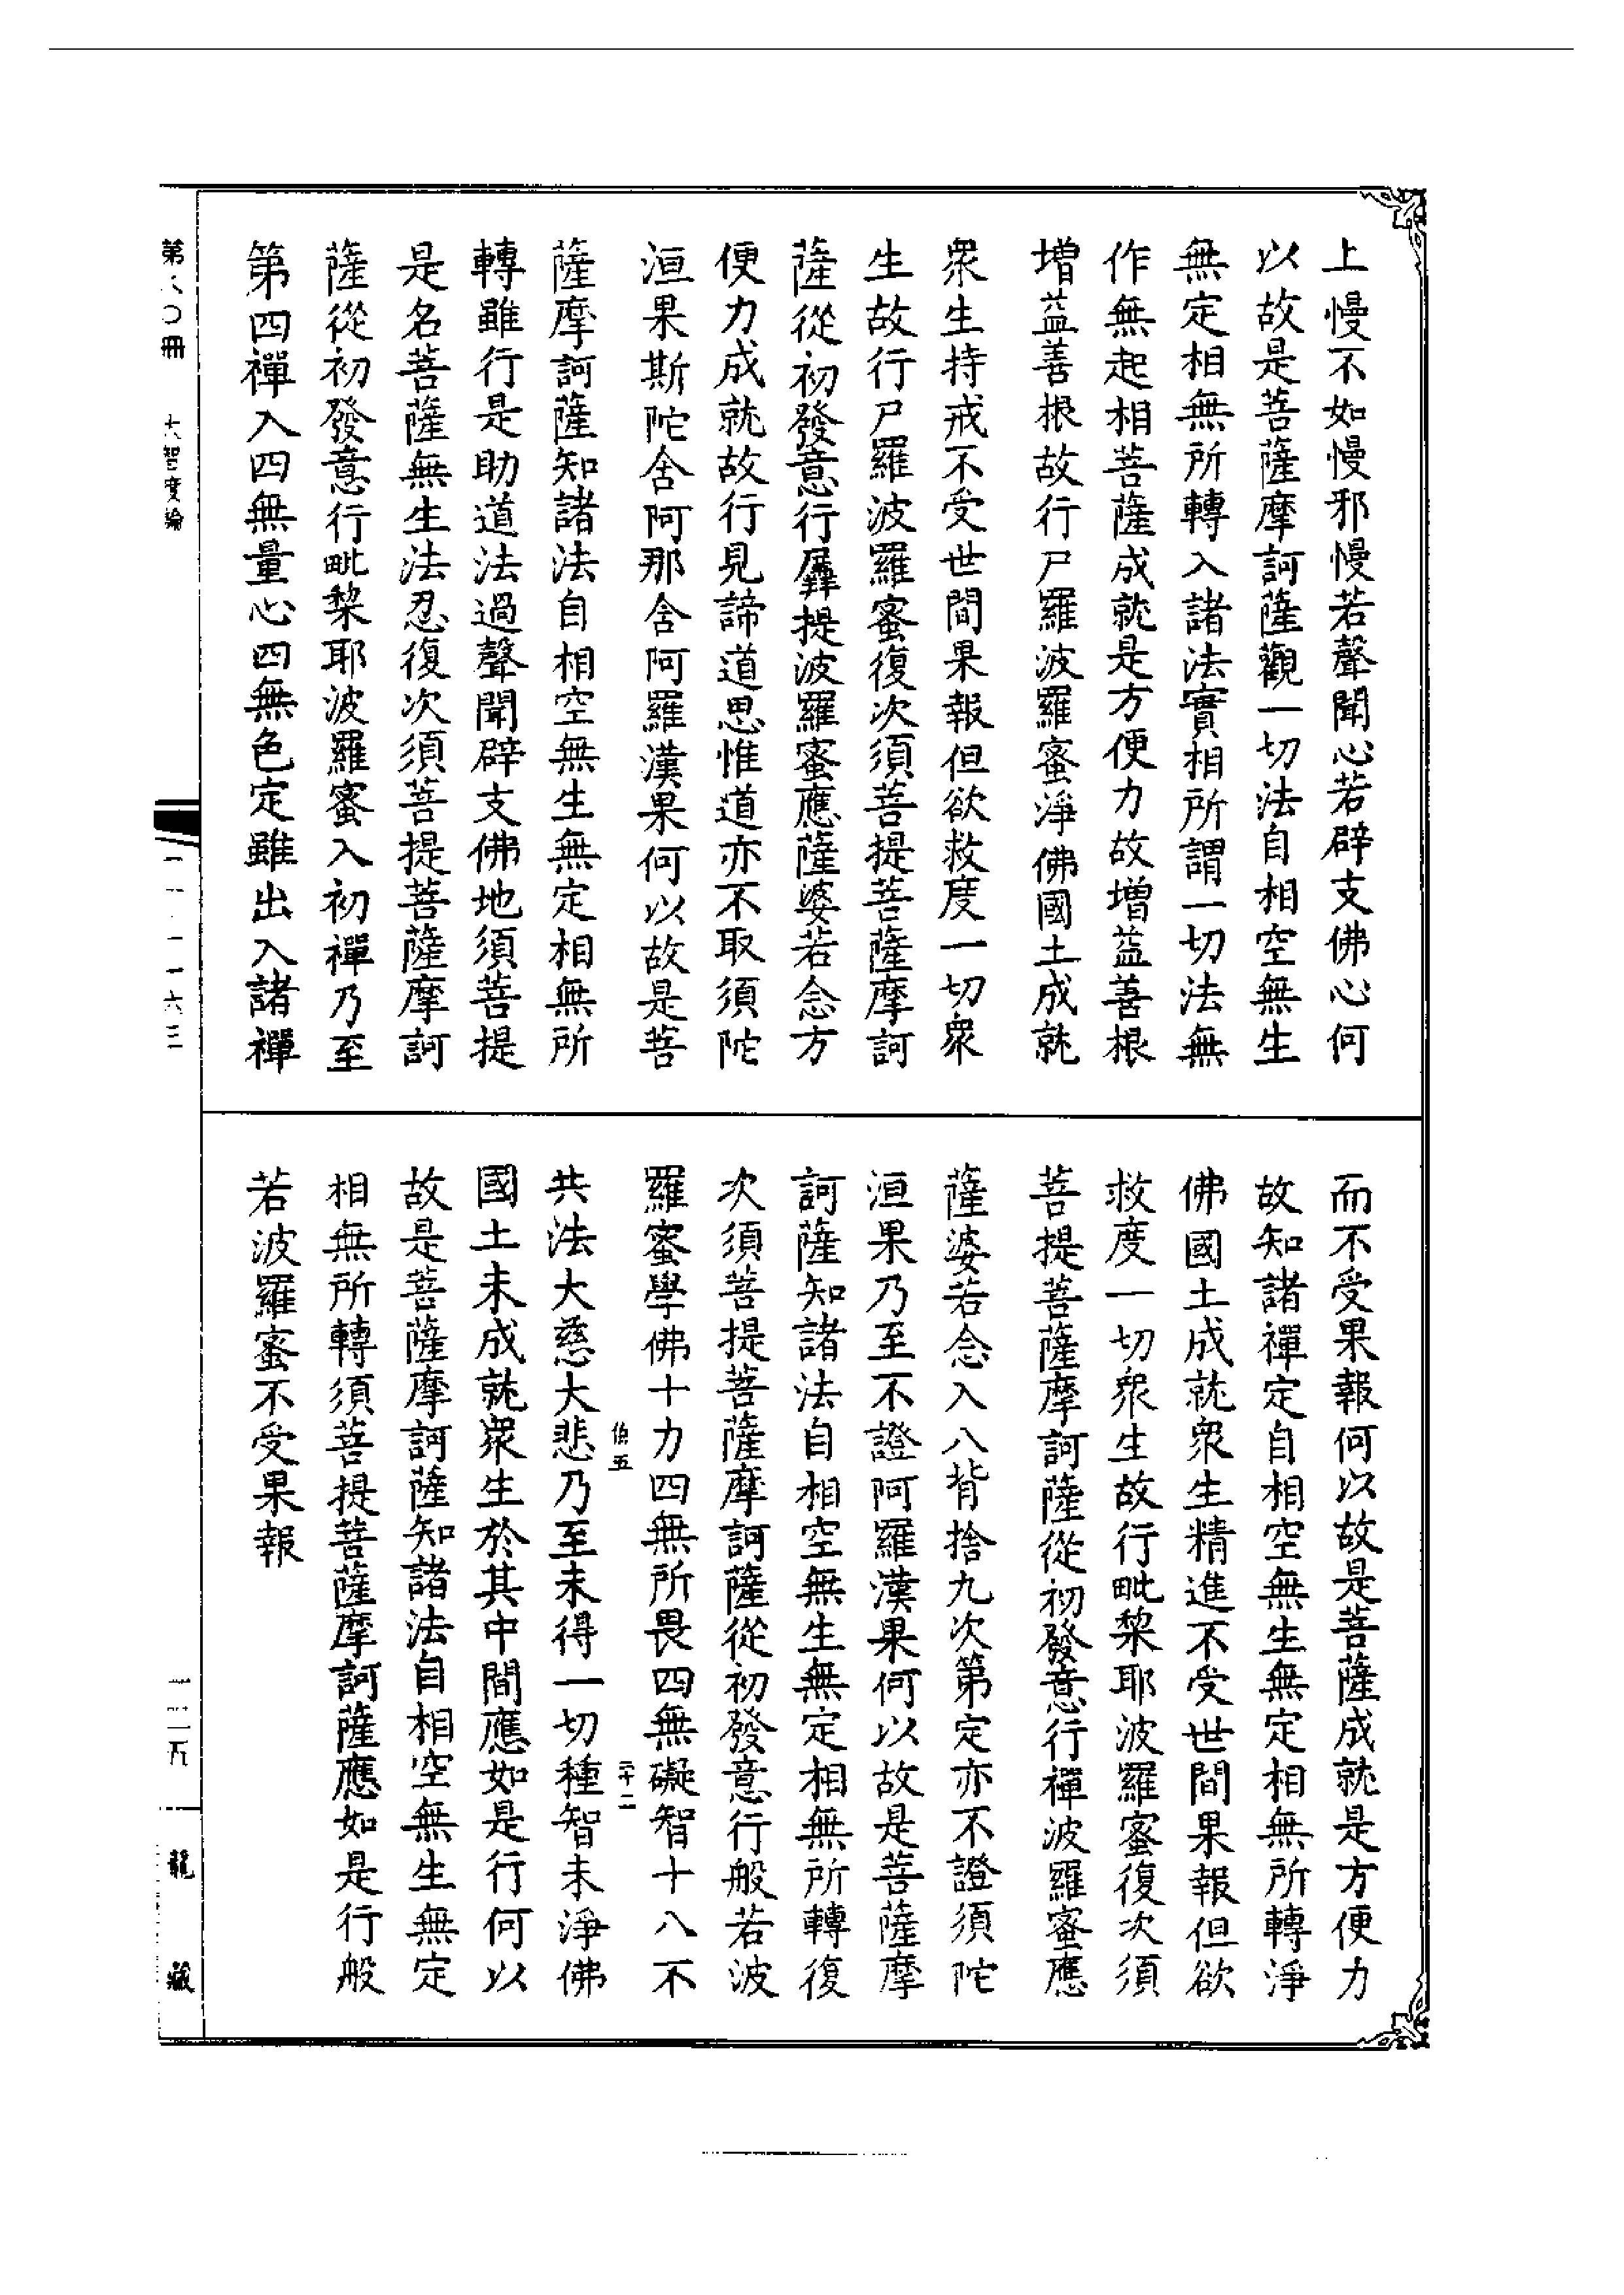 上慢不如慢邪慢若聲聞心若辟支佛心何
以故是菩薩摩訶薩觀一切法自相空無生
無定相無所轉入諸法實相所謂一切法無
作無起相菩薩成就是方便力故增益善根
增益善根故行尸羅波羅蜜淨佛國土成就
衆生持戒不受世間果報但欲救度一切衆
生故行尸羅波羅蜜復次須菩提菩薩摩訶
薩從初發意行羼提波羅蜜應薩婆若念方
便力成就故行見諦道思惟道亦不取須陀
洹果斯陀含阿那含阿羅漢果何以故是菩
薩摩訶薩知諸法自相空無生無定相無所
轉雖行是助道法過聲聞辟支佛地須菩提
是名菩薩無生法忍復次須菩提菩薩摩訶
薩從初發意行毗棃耶波羅蜜入初禪乃至
第四禪入四無量心四無色定雖出入諸禪
而不受果報何以故是菩薩成就是方便力
故知諸禪定自相空無生無定相無所轉淨
佛國土成就衆生精進不受世間果報但欲
救度一切衆生故行毗棃耶波羅蜜復次須
菩提菩薩摩訶薩從初發意行禪波羅蜜應
薩婆若念入八背捨九次第定亦不證須陀
洹果乃至不證阿羅漢果何以故是菩薩摩
訶薩知諸法自相空無生無定相無所轉復
次須菩提菩薩摩訶薩從初發意行般若波
羅蜜學佛十力四無所畏四無礙智十八不
共法大慈大悲乃至未得一切種智未淨佛
國土未成就衆生於其中間應如是行何以
故是菩薩摩訶薩知諸法自相空無生無定
相無所轉須菩提菩薩摩訶薩應如是行般
若波羅蜜不受果報
大智度論
龍藏